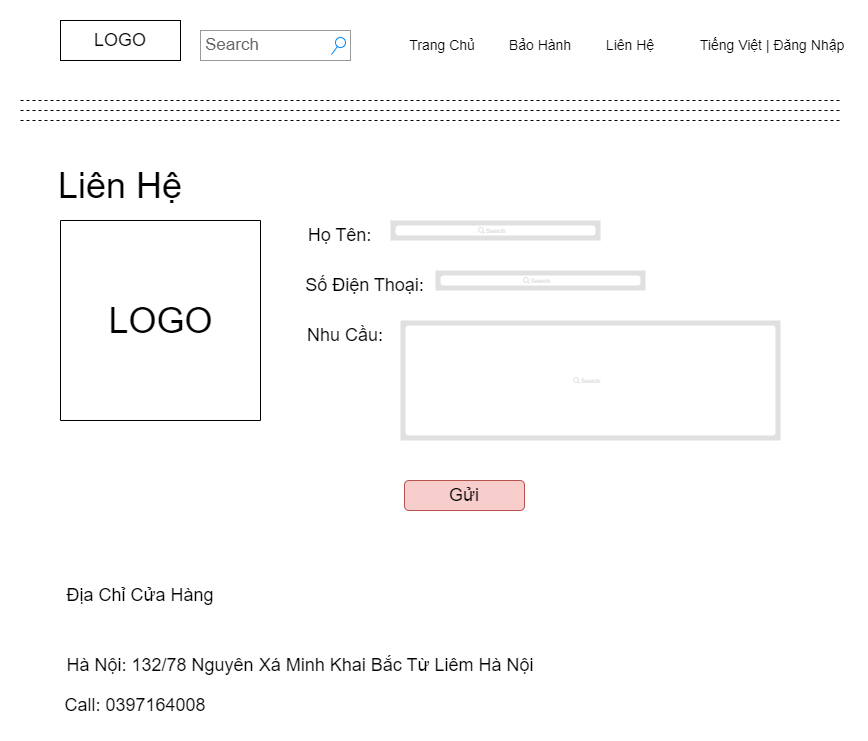 LOGO
Search
Trang Chủ
Bảo Hành
Liên Hệ
Tiếng Việt | Đăng Nhập
Liên Hệ
LOGO
Họ Tên:
Search
Số Điện Thoại:
Search
Nhu Cầu:
Search
Gửi
Địa Chỉ Cửa Hàng
Hà Nội: 132/78 Nguyên Xá Minh Khai Bắc Từ Liêm Hà Nội
Call: 0397164008